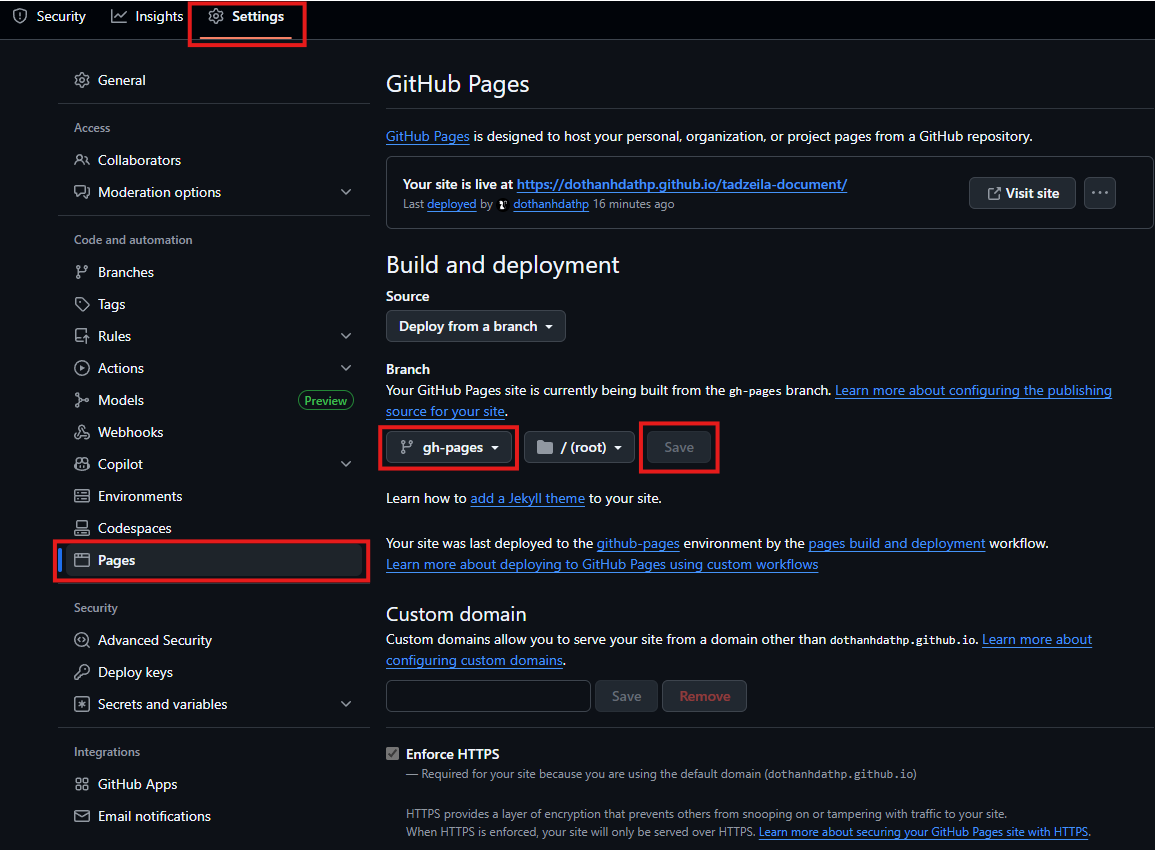 Security
Insights
Settings
General
Access
Collaborators
Moderation options
Code and automation
Branches
Tags
Rules
Actions
Models
Preview
Webhooks
Copilot
Environments
Codespaces
Pages
Security
Advanced Security
Deploy keys
Secrets and variables
Integrations
GitHub Apps
Email notifications
GitHub Pages
GitHub Pages is designed to host your personal, organization, or project pages from a GitHub repository.
Your site is live at https://dothanhdathp.github.io/tadzeila-document/
Last deployed by dothanhdathp 16 minutes ago
Visit site
Build and deployment
Source
Deploy from a branch
Branch
Your GitHub Pages site is currently being built from the gh-pages branch. Learn more about configuring the publishing
source for your site.
gh-pages
/ (root)
Save
Learn how to add a Jekyll theme to your site.
Your site was last deployed to the github-pages environment by the pages build and deployment workflow.
Learn more about deploying to GitHub Pages using custom workflows
Custom domain
Custom domains allow you to serve your site from a domain other than dothanhdathp.github.io. Learn more about
configuring custom domains.
Save
Remove
Enforce HTTPS
— Required for your site because you are using the default domain (dothanhdathp.github.io)
HTTPS provides a layer of encryption that prevents others from snooping on or tampering with traffic to your site.
When HTTPS is enforced, your site will only be served over HTTPS. Learn more about securing your GitHub Pages site with HTTPS.